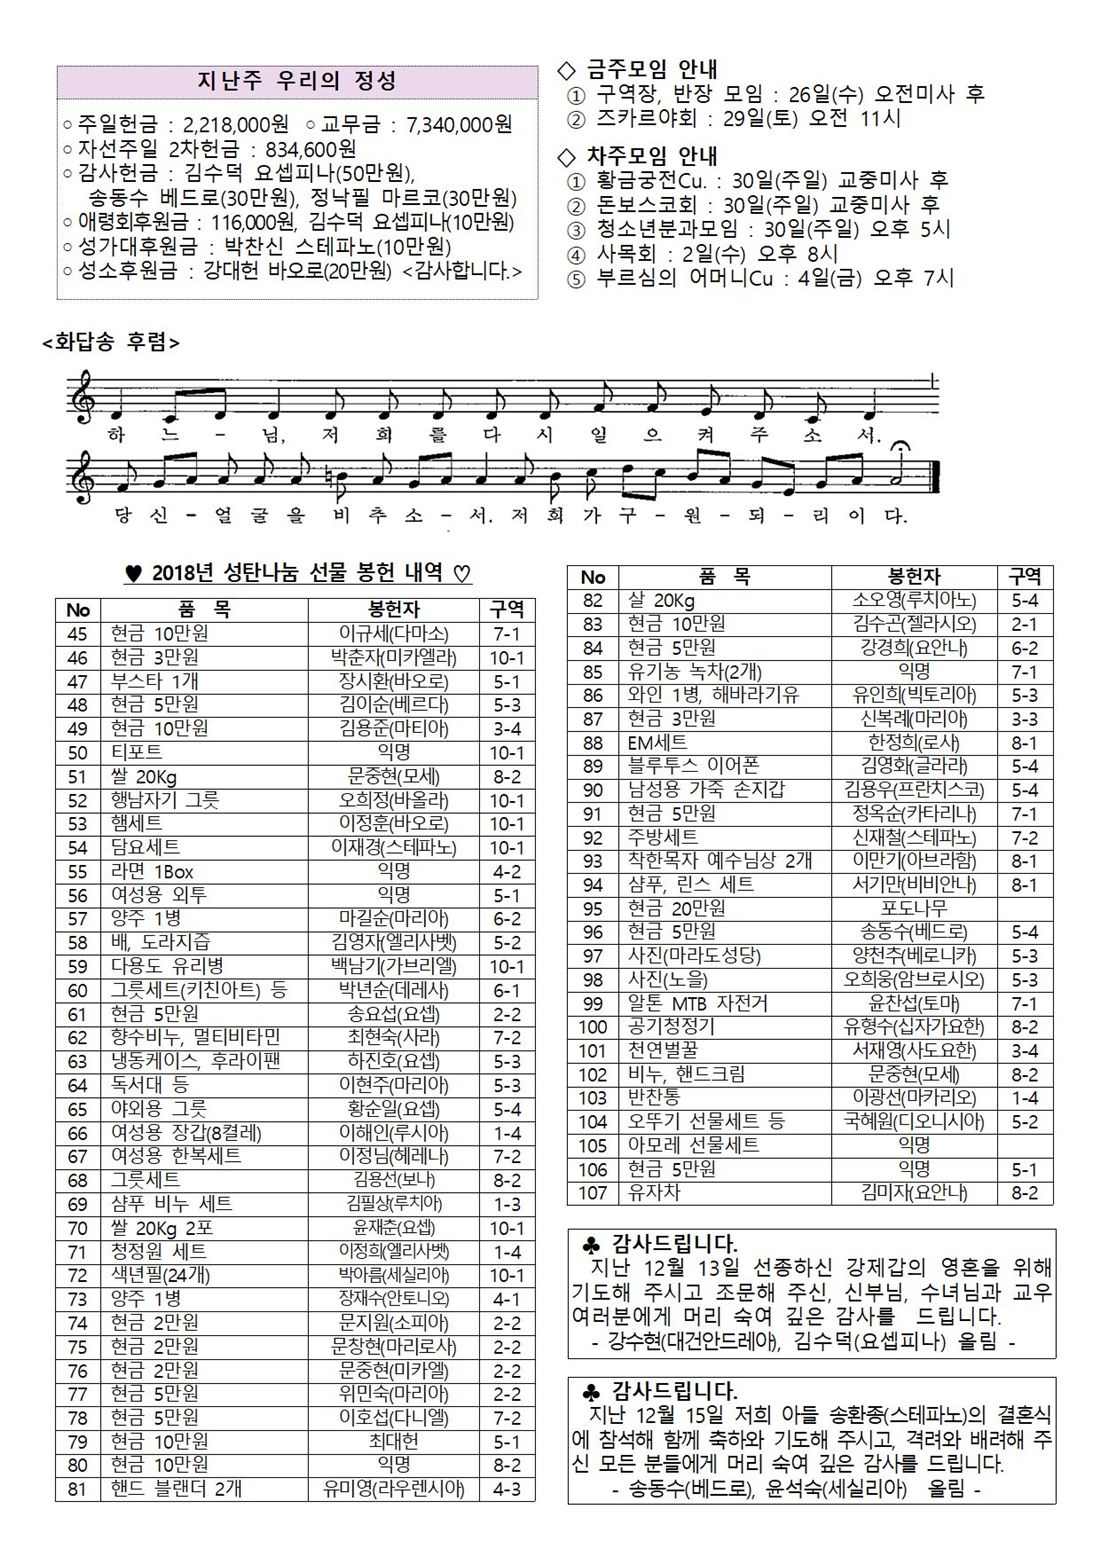 지난주 우리의 정성
○ 주일헌금 : 2,218,000원 ○ 교무금 : 7,340,000원
○ 자선주일 2차헌금 : 834,600원
○ 감사헌금 : 김수덕 요셉피나(50만원),
송동수 베드로(30만원), 정낙필 마르코(30만원)
○ 애령회후원금 : 116,000원, 김수덕 요셉피나(10만원)
○ 성가대후원금 : 박찬신 스테파노(10만원)
○ 성소후원금 : 강대헌 바오로(20만원) <감사합니다.>
◇ 금주모임 안내
① 구역장, 반장 모임 : 26일(수) 오전미사 후
② 즈카르야회 : 29일(토) 오전 11시
◇ 차주모임 안내
① 황금궁전Cu. : 30일(주일) 교중미사 후
② 돈보스코회 : 30일(주일) 교중미사 후
③ 청소년분과모임 : 30일(주일) 오후 5시
④ 사목회 : 2일(수) 오후 8시
⑤ 부르심의 어머니Cu : 4일(금) 오후 7시
<화답송 후렴>
하 느 - 님, 저 희 를 다 시 일 으 켜 주 소 서.
당 신 - 얼 굴 을 비 추 소 - 서. 저 희 가 구 - 원 - 되 - 리 이 다.
♥ 2018년 성탄나눔 선물 봉헌 내역 ♡
No 품 목 봉헌자 구역
45 현금 10만원 이규세(다마소) 7-1
46 현금 3만원 박춘자(미카엘라) 10-1
47 부스타 1개 장시환(바오로) 5-1
48 현금 5만원 김이순(베르다) 5-3
49 현금 10만원 김용준(마티아) 3-4
50 티포트 익명 10-1
51 쌀 20Kg 문중현(모세) 8-2
52 행남자기 그릇 오희정(바올라) 10-1
53 햄세트 이정훈(바오로) 10-1
54 담요세트 이재경(스테파노) 10-1
55 라면 1Box 익명 4-2
56 여성용 외투 익명 5-1
57 양주 1병 마길순(마리아) 6-2
58 배, 도라지즙 김영자(엘리사벳) 5-2
59 다용도 유리병 백남기(가브리엘) 10-1
60 그릇세트(키친아트) 등 박년순(데레사) 6-1
61 현금 5만원 송요섭(요셉) 2-2
62 향수비누, 멀티비타민 최현숙(사라) 7-2
63 냉동케이스, 후라이팬 하진호(요셉) 5-3
64 독서대 등 이현주(마리아) 5-3
65 야외용 그릇 황순일(요셉) 5-4
66 여성용 장갑(8켤레) 이해인(루시아) 1-4
67 여성용 한복세트 이정님(헤레나) 7-2
68 그릇세트 김용선(보나) 8-2
69 샴푸 비누 세트 김필상(루치아) 1-3
70 쌀 20Kg 2포 윤재춘(요셉) 10-1
71 청정원 세트 이정희(엘리사벳) 1-4
72 색년필(24개) 박아름(세실리아) 10-1
73 양주 1병 장재수(안토니오) 4-1
74 현금 2만원 문지원(소피아) 2-2
75 현금 2만원 문창현(마리로사) 2-2
76 현금 2만원 문중현(미카엘) 2-2
77 현금 5만원 위민숙(마리아) 2-2
78 현금 5만원 이호섭(다니엘) 7-2
79 현금 10만원 최대헌 5-1
80 현금 10만원 익명 8-2
81 핸드 블랜더 2개 유미영(라우렌시아) 4-3
No 품 목 봉헌자 구역
82 살 20Kg 소오영(루치아노) 5-4
83 현금 10만원 김수곤(젤라시오) 2-1
84 현금 5만원 강경희(요안나) 6-2
85 유기농 녹차(2개) 익명 7-1
86 와인 1병, 해바라기유 유인희(빅토리아) 5-3
87 현금 3만원 신복례(마리아) 3-3
88 EM세트 한정희(로사) 8-1
89 블루투스 이어폰 김영화(글라라) 5-4
90 남성용 가죽 손지갑 김용우(프란치스코) 5-4
91 현금 5만원 정옥순(카타리나) 7-1
92 주방세트 신재철(스테파노) 7-2
93 착한목자 예수님상 2개 이만기(아브라함) 8-1
94 샴푸, 린스 세트 서기만(비비안나) 8-1
95 현금 20만원 포도나무
96 현금 5만원 송동수(베드로) 5-4
97 사진(마라도성당) 양천추(베로니카) 5-3
98 사진(노을) 오희웅(암브로시오) 5-3
99 알톤 MTB 자전거 윤찬섭(토마) 7-1
100 공기청정기 유형수(십자가요한) 8-2
101 천연벌꿀 서재영(사도요한) 3-4
102 비누, 핸드크림 문중현(모세) 8-2
103 반찬통 이광선(마카리오) 1-4
104 오뚜기 선물세트 등 국혜원(디오니시아) 5-2
105 아모레 선물세트 익명
106 현금 5만원 익명 5-1
107 유자차 김미자(요안나) 8-2
♣ 감사드립니다.
지난 12월 13일 선종하신 강제갑의 영혼을 위해
기도해 주시고 조문해 주신, 신부님, 수녀님과 교우
여러분에게 머리 숙여 깊은 감사를 드립니다.
- 강수현(대건안드레아), 김수덕(요셉피나) 올림 -
♣ 감사드립니다.
지난 12월 15일 저희 아들 송환종(스테파노)의 결혼식
에 참석해 함께 축하와 기도해 주시고, 격려와 배려해 주
신 모든 분들에게 머리 숙여 깊은 감사를 드립니다.
- 송동수(베드로), 윤석숙(세실리아) 올림 -